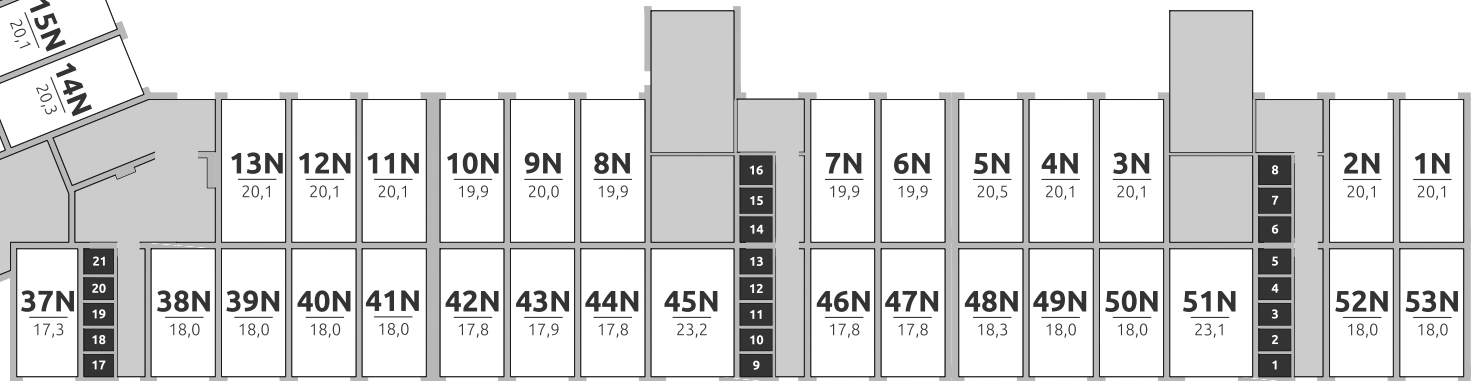 15N
20,1
14N
20,3
13N
20,1
12N
20,1
11N
20,1
10N
19,9
9N
20,0
8N
19,9
16
15
14
7N
19,9
6N
19,9
5N
20,5
4N
20,1
3N
20,1
8
7
6
2N
20,1
1N
20,1
37N
17,3
21
20
19
18
17
38N
18,0
39N
18,0
40N
18,0
41N
18,0
42N
17,8
43N
17,9
44N
17,8
45N
23,2
13
12
11
10
9
46N
17,8
47N
17,8
48N
18,3
49N
18,0
50N
18,0
51N
23,1
5
4
3
2
1
52N
18,0
53N
18,0